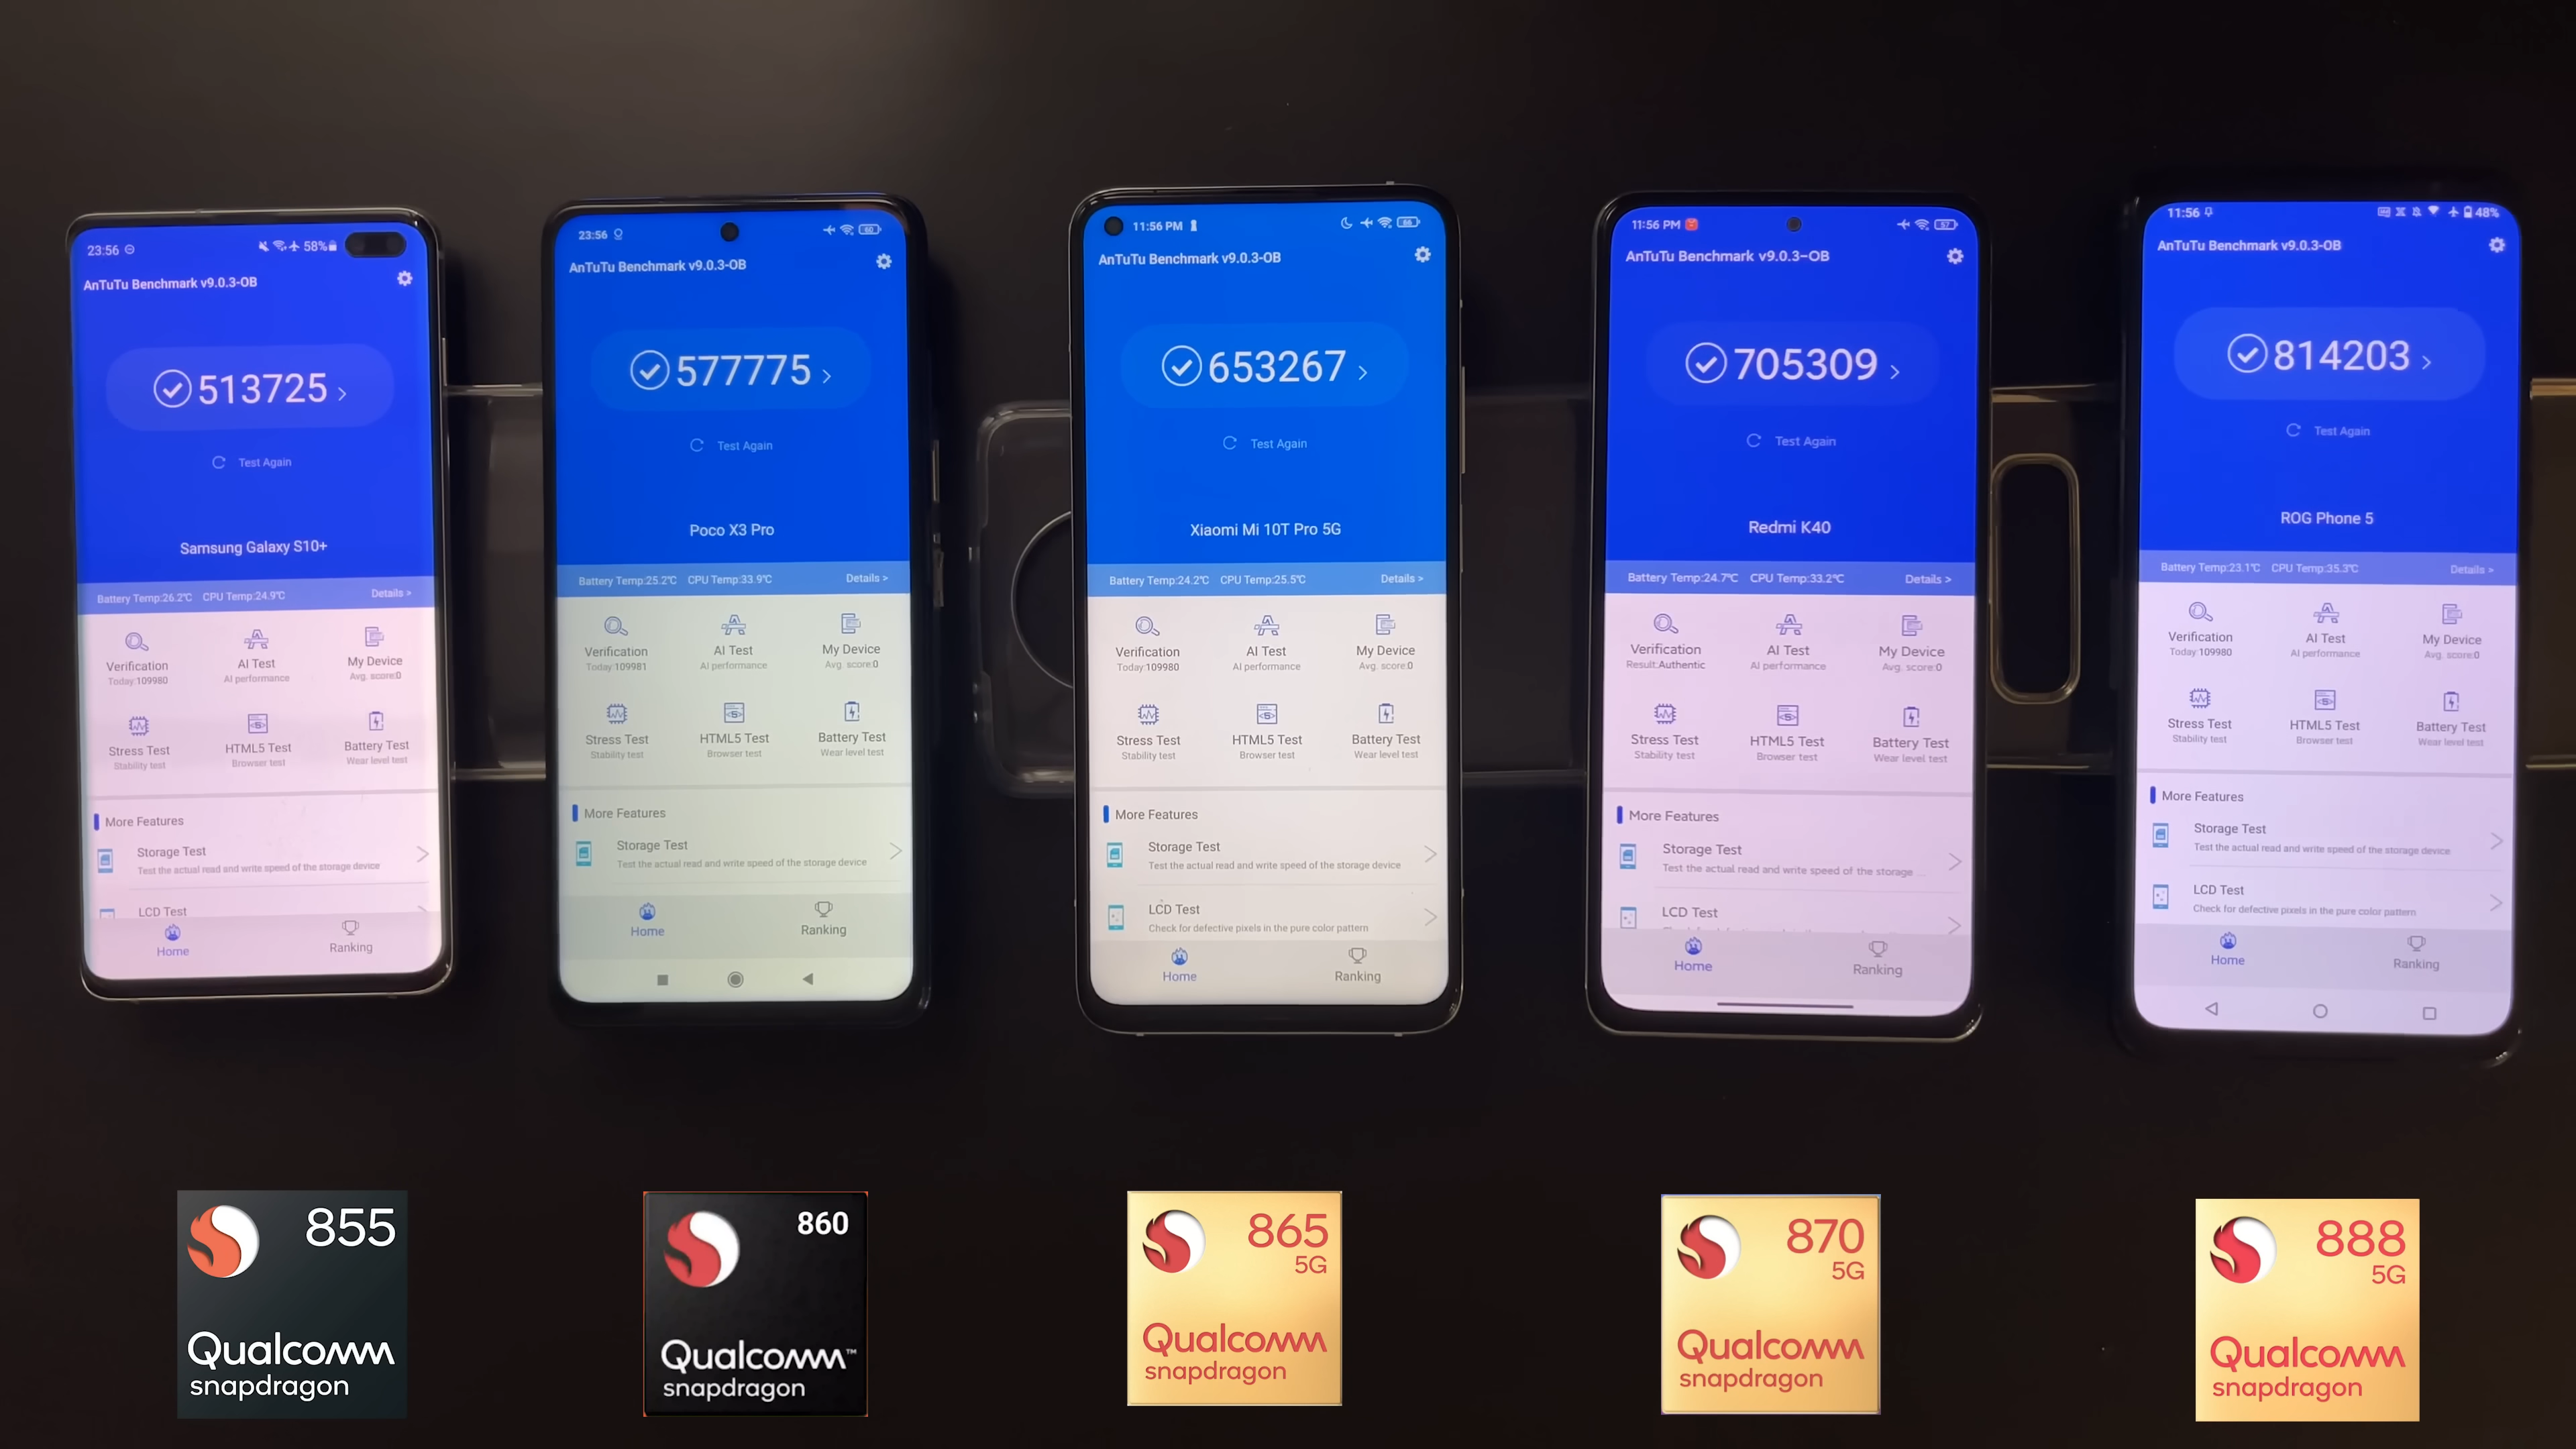 23:56
58%
AnTuTu Benchmark v9.0.3-OB
513725 >
Test Again
Samsung Galaxy S10+
Battery Temp:26.2℃ CPU Temp:24.9℃ Details >
Verification AI Test My Device
Today:109980 AI performance Avg. score:0
Stress Test HTML5 Test Battery Test
Stability test Browser test Wear level test
More Features
Storage Test
Test the actual read and write speed of the storage device
LCD Test
Home Ranking
23:56
60
AnTuTu Benchmark v9.0.3-OB
577775 >
Test Again
Poco X3 Pro
Battery Temp:25.2℃ CPU Temp:33.9℃ Details >
Verification AI Test My Device
Today:109981 AI performance Avg. score:0
Stress Test HTML5 Test Battery Test
Stability test Browser test Wear level test
More Features
Storage Test
Test the actual read and write speed of the storage device
Home Ranking
11:56 PM
66
AnTuTu Benchmark v9.0.3-OB
653267 >
Test Again
Xiaomi Mi 10T Pro 5G
Battery Temp:24.2℃ CPU Temp:25.5℃ Details >
Verification AI Test My Device
Today:109980 AI performance Avg. score:0
Stress Test HTML5 Test Battery Test
Stability test Browser test Wear level test
More Features
Storage Test
Test the actual read and write speed of the storage device
LCD Test
Check for defective pixels in the pure color pattern
Home Ranking
11:56 PM
57
AnTuTu Benchmark v9.0.3-OB
705309 >
Test Again
Redmi K40
Battery Temp:24.7℃ CPU Temp:33.2℃ Details >
Verification AI Test My Device
Result:Authentic AI performance Avg. score:0
Stress Test HTML5 Test Battery Test
Stability test Browser test Wear level test
More Features
Storage Test
Test the actual read and write speed of the storage ...
LCD Test
Home Ranking
11:56
48%
AnTuTu Benchmark v9.0.3-OB
814203 >
Test Again
ROG Phone 5
Battery Temp:23.1℃ CPU Temp:35.3℃ Details >
Verification AI Test My Device
Today:109980 AI performance Avg. score:0
Stress Test HTML5 Test Battery Test
Stability test Browser test Wear level test
More Features
Storage Test
Test the actual read and write speed of the storage device
LCD Test
Check for defective pixels in the pure color pattern
Home Ranking
855
Qualcomm
snapdragon
860
Qualcomm™
snapdragon
865
5G
Qualcomm
snapdragon
870
5G
Qualcomm
snapdragon
888
5G
Qualcomm
snapdragon